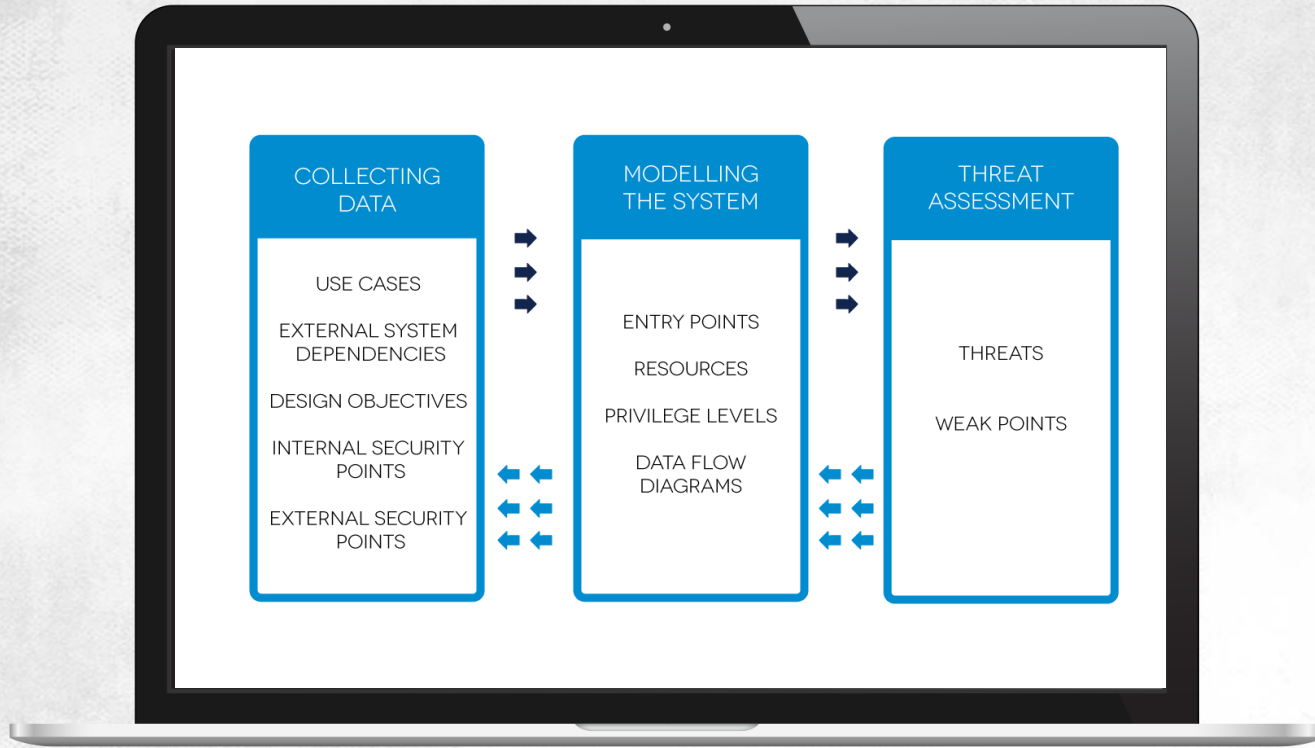 COLLECTING
DATA
USE CASES
EXTERNAL SYSTEM
DEPENDENCIES
DESIGN OBJECTIVES
INTERNAL SECURITY
POINTS
EXTERNAL SECURITY
POINTS
MODELLING
THE SYSTEM
ENTRY POINTS
RESOURCES
PRIVILEGE LEVELS
DATA FLOW
DIAGRAMS
THREAT
ASSESSMENT
THREATS
WEAK POINTS